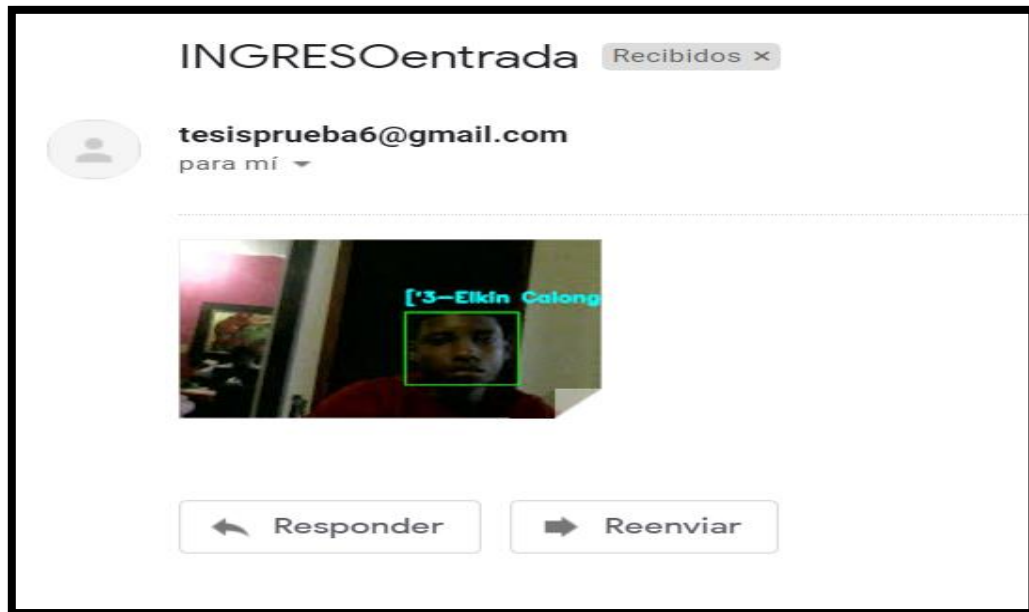 INGRESOentrada Recibidos ×
tesisprueba6@gmail.com
para mí
['3-Elkin Calong
Responder Reenviar